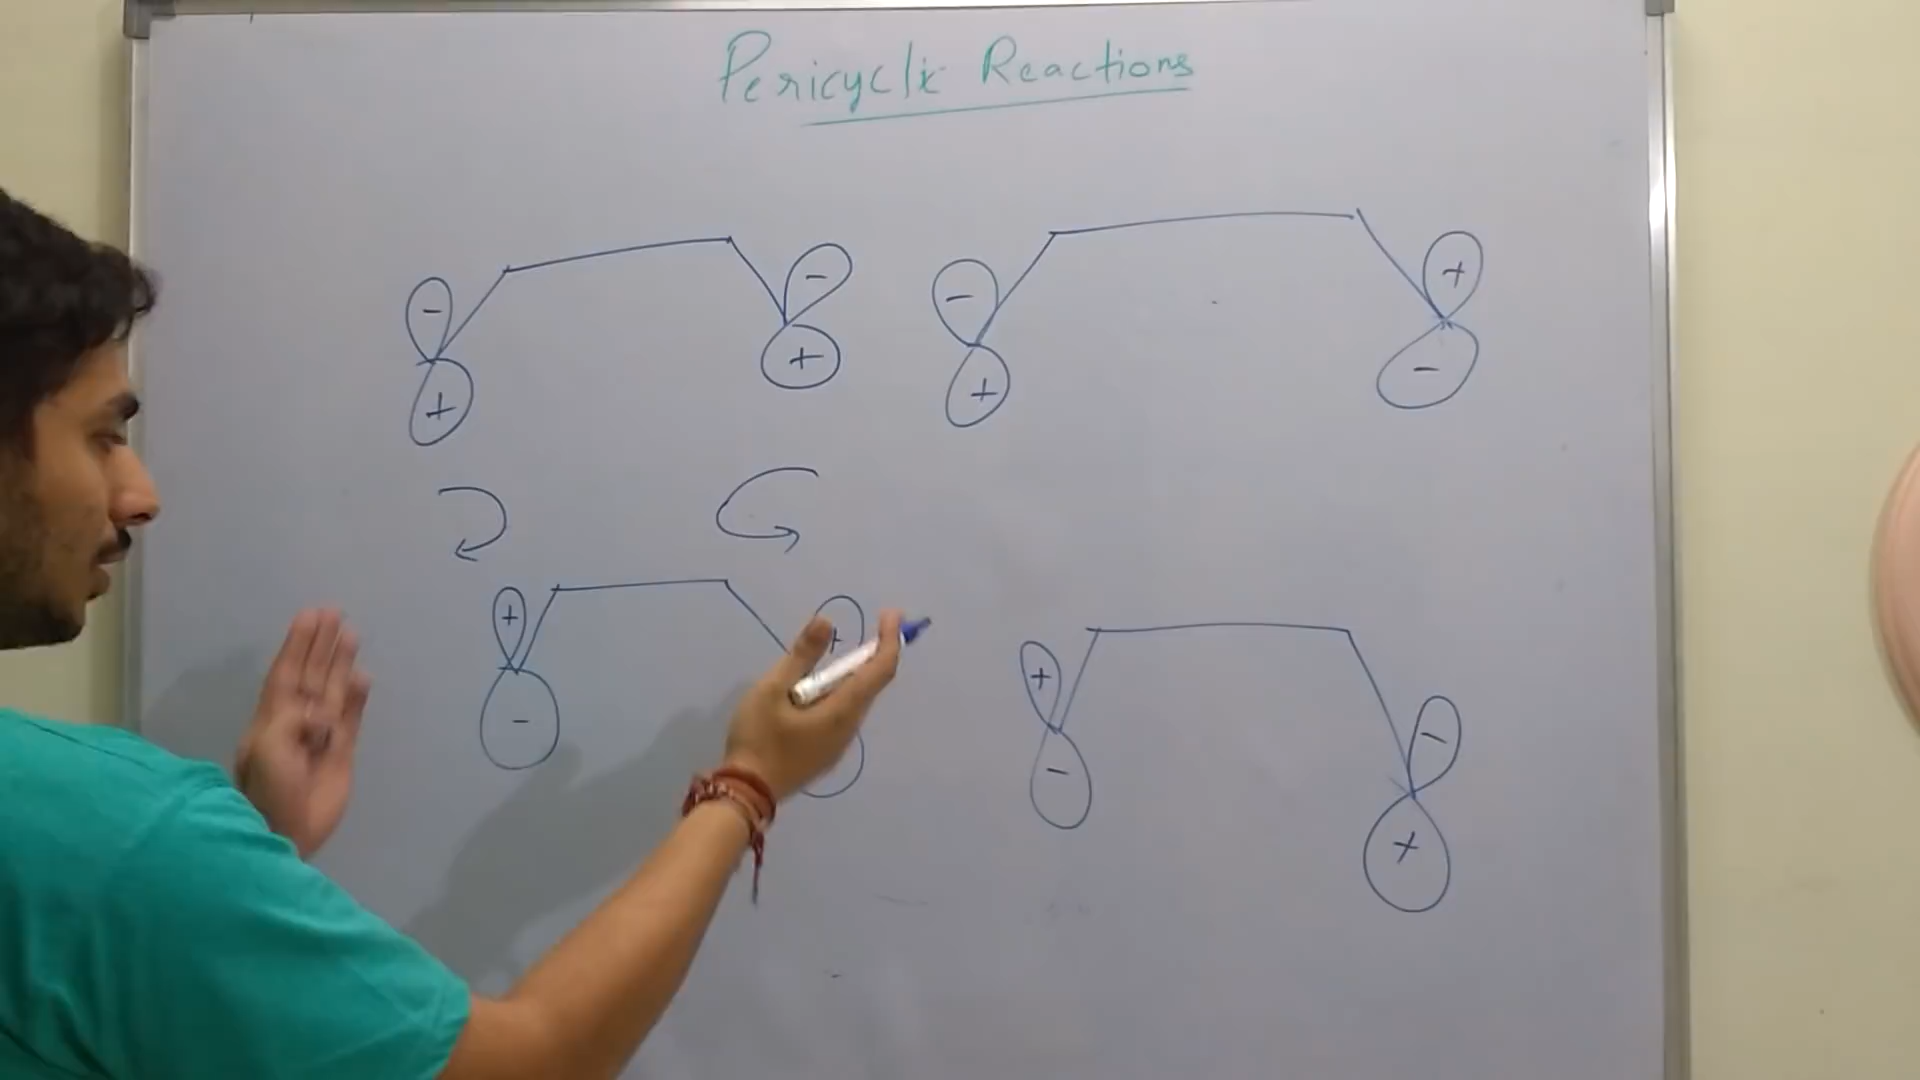 Pericyclic Reactions
- - - +
+ + + -
+ + + -
- - +